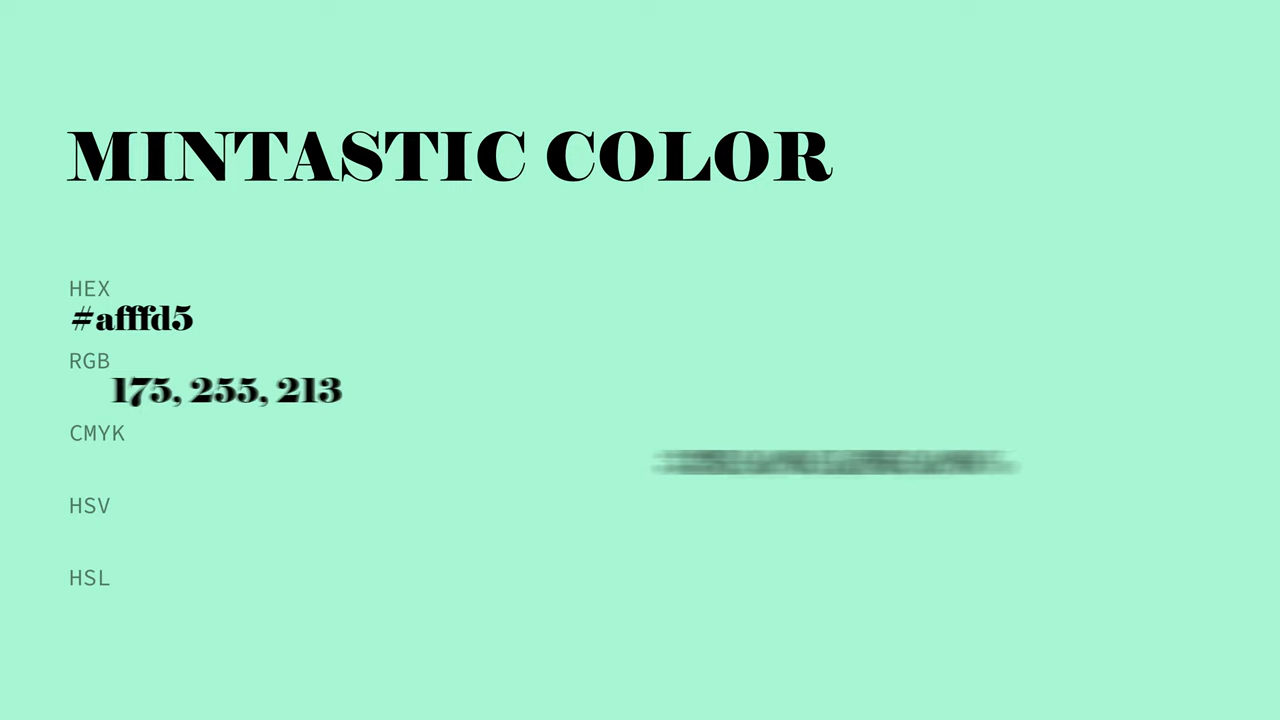 MINTASTIC COLOR
HEX
#afffd5
RGB
175, 255, 213
CMYK
HSV
HSL